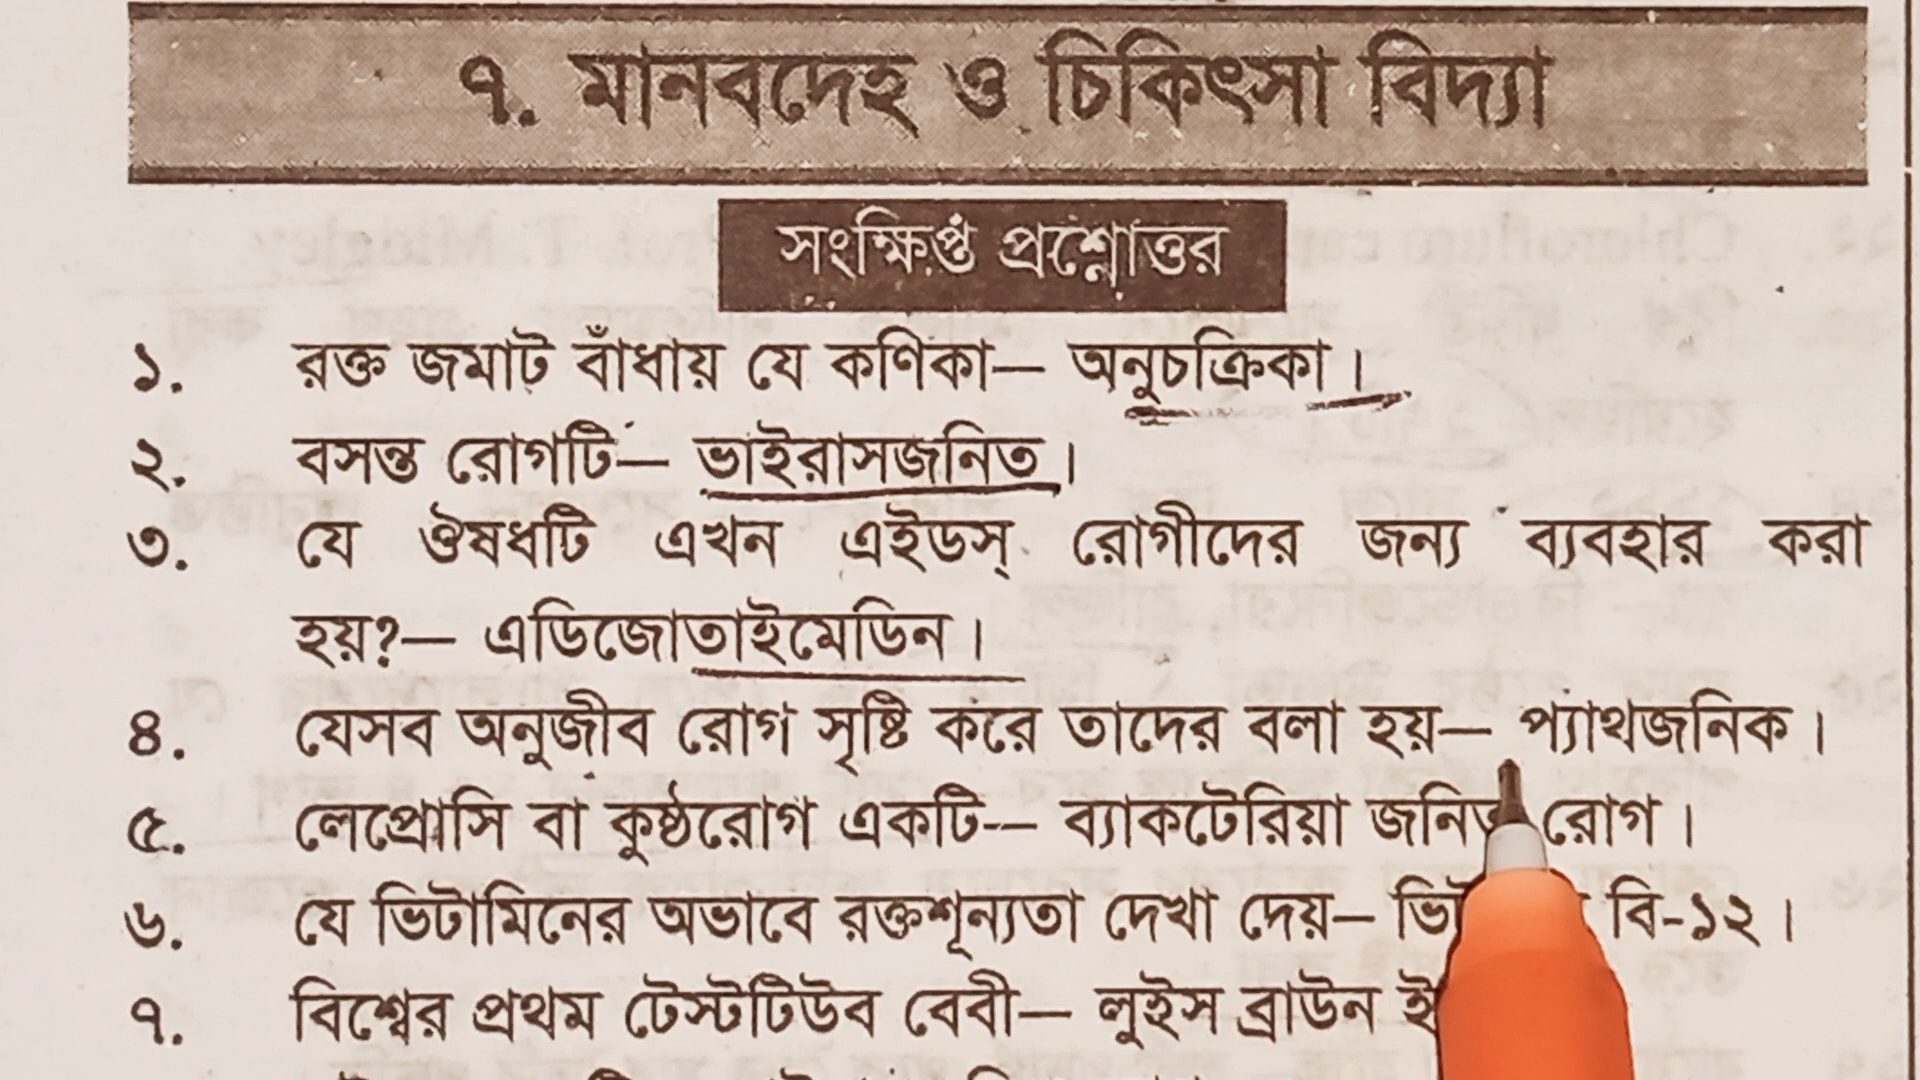 ৭. মানবদেহ ও চিকিৎসা বিদ্যা
সংক্ষিপ্ত প্রশ্নোত্তর
১. রক্ত জমাট বাঁধায় যে কণিকা— অনুচক্রিকা।
২. বসন্ত রোগটি— ভাইরাসজনিত।
৩. যে ঔষধটি এখন এইডস্ রোগীদের জন্য ব্যবহার করা
হয়?— এডিজোতাইমেডিন।
৪. যেসব অনুজীব রোগ সৃষ্টি করে তাদের বলা হয়— প্যাথজনিক।
৫. লেপ্রোসি বা কুষ্ঠরোগ একটি-— ব্যাকটেরিয়া জনিত রোগ।
৬. যে ভিটামিনের অভাবে রক্তশূন্যতা দেখা দেয়— বি-১২।
৭. বিশ্বের প্রথম টেস্টটিউব বেবী— লুইস ব্রাউন